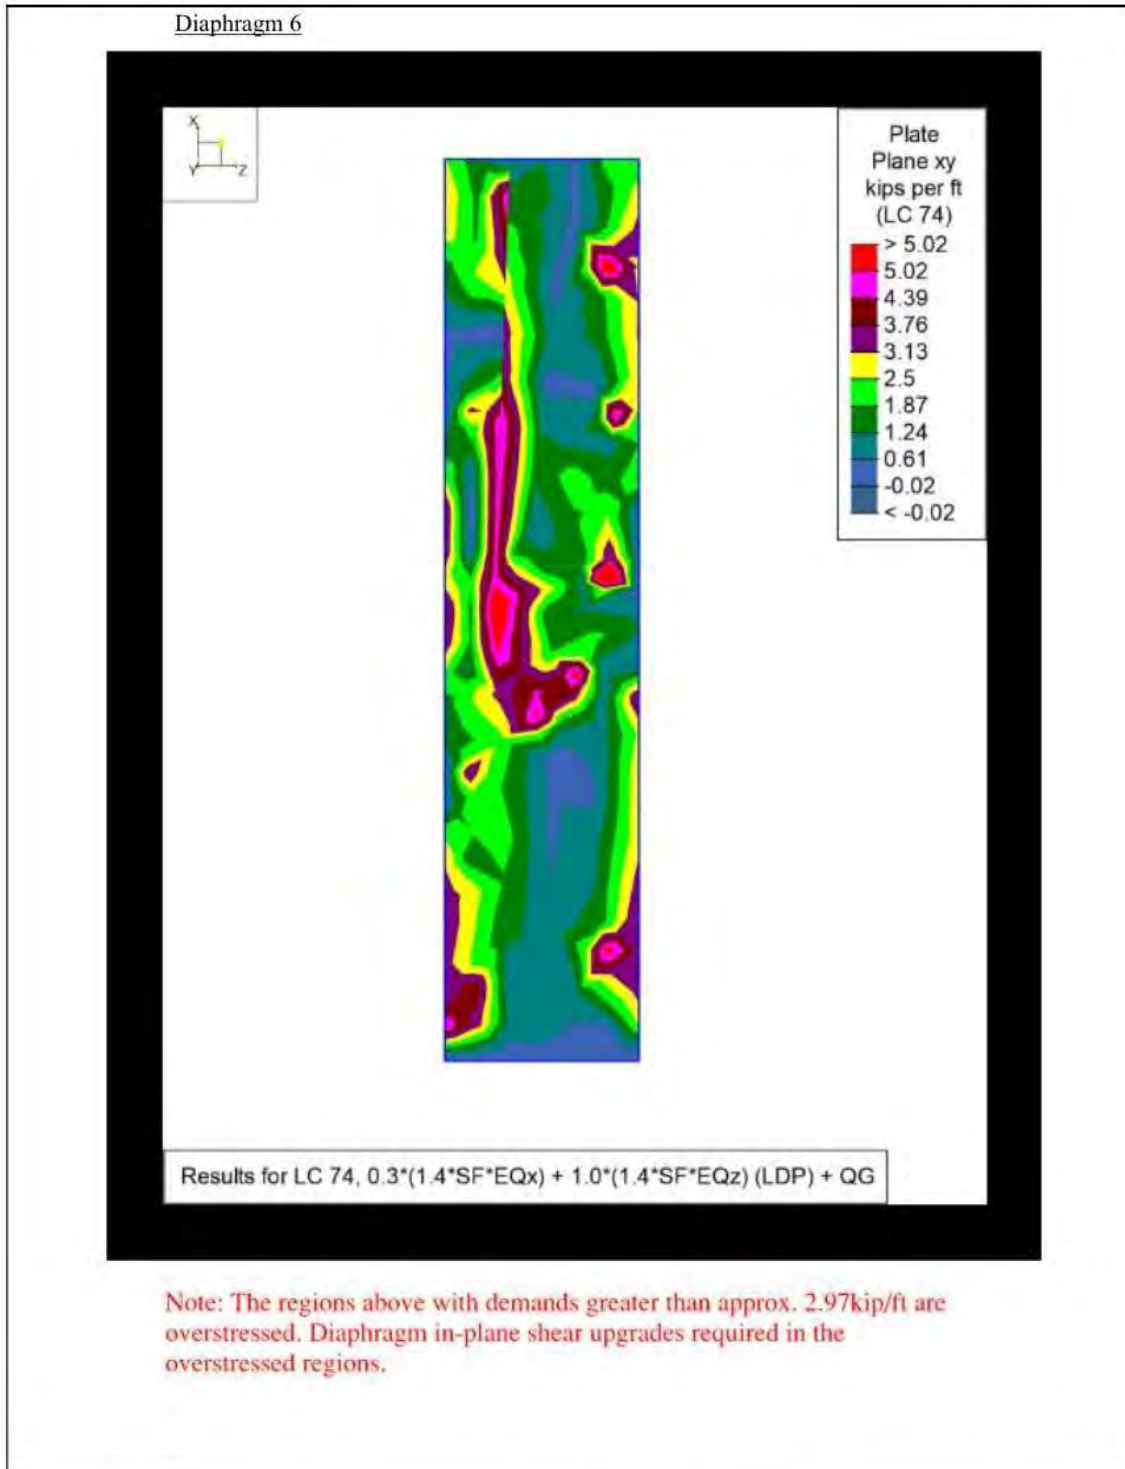 Diaphragm 6
X
Y
Z
Plate
Plane xy
kips per ft
(LC 74)
> 5.02
5.02
4.39
3.76
3.13
2.5
1.87
1.24
0.61
-0.02
< -0.02
Results for LC 74, 0.3*(1.4*SF*EQx) + 1.0*(1.4*SF*EQz) (LDP) + QG
Note: The regions above with demands greater than approx. 2.97kip/ft are
overstressed. Diaphragm in-plane shear upgrades required in the
overstressed regions.